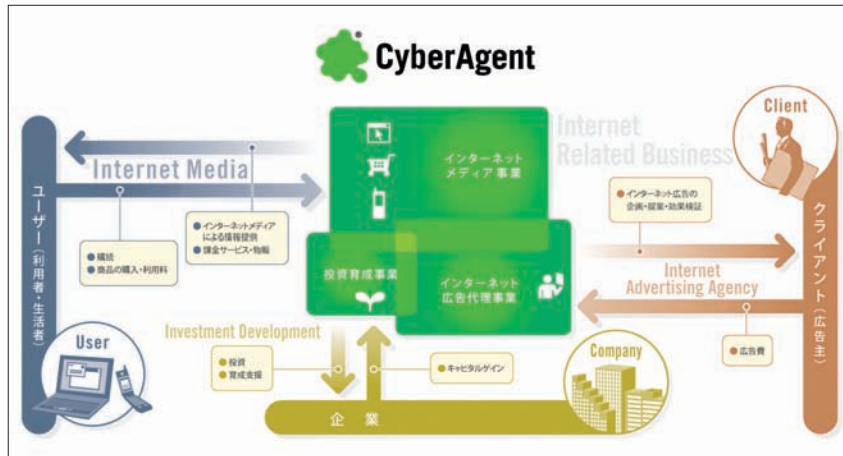 CyberAgent
Client
Internet
Related Business
インターネット
メディア事業
Internet Media
ユーザー（利用者・生活者）
インターネットメディア
による情報提供
課金サービス・物販
購読
商品の購入・利用料
インターネット広告の
企画・提案・効果検証
クライアント（広告主）
投資育成事業
インターネット
広告代理事業
Internet
Advertising Agency
広告費
User
Investment Development
投資
育成支援
キャピタルゲイン
Company
企業